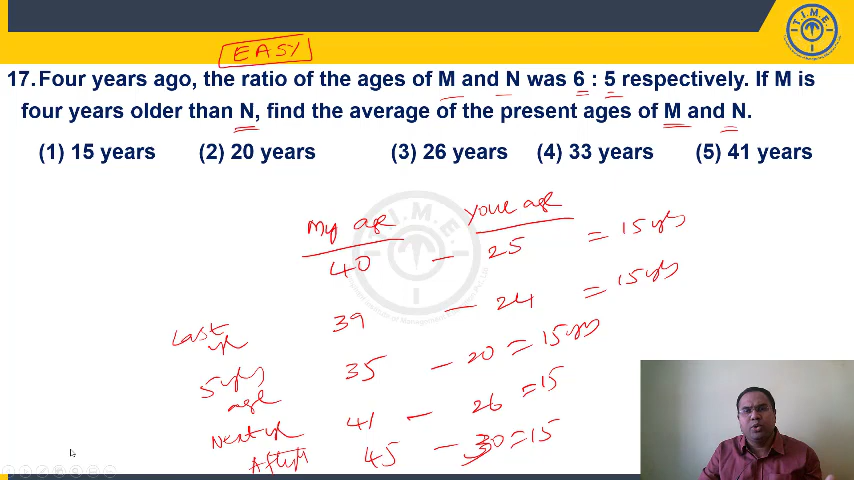 T.I.M.E.
EASY
17.Four years ago, the ratio of the ages of M and N was 6 : 5 respectively. If M is
four years older than N, find the average of the present ages of M and N.
(1) 15 years (2) 20 years (3) 26 years (4) 33 years (5) 41 years
My age Your age
40 - 25 = 15 yrs
Last yr 39 - 24 = 15 yrs
5 yrs age 35 - 20 = 15 yrs
Next yr 41 - 26 = 15
After 45 - 30 = 15